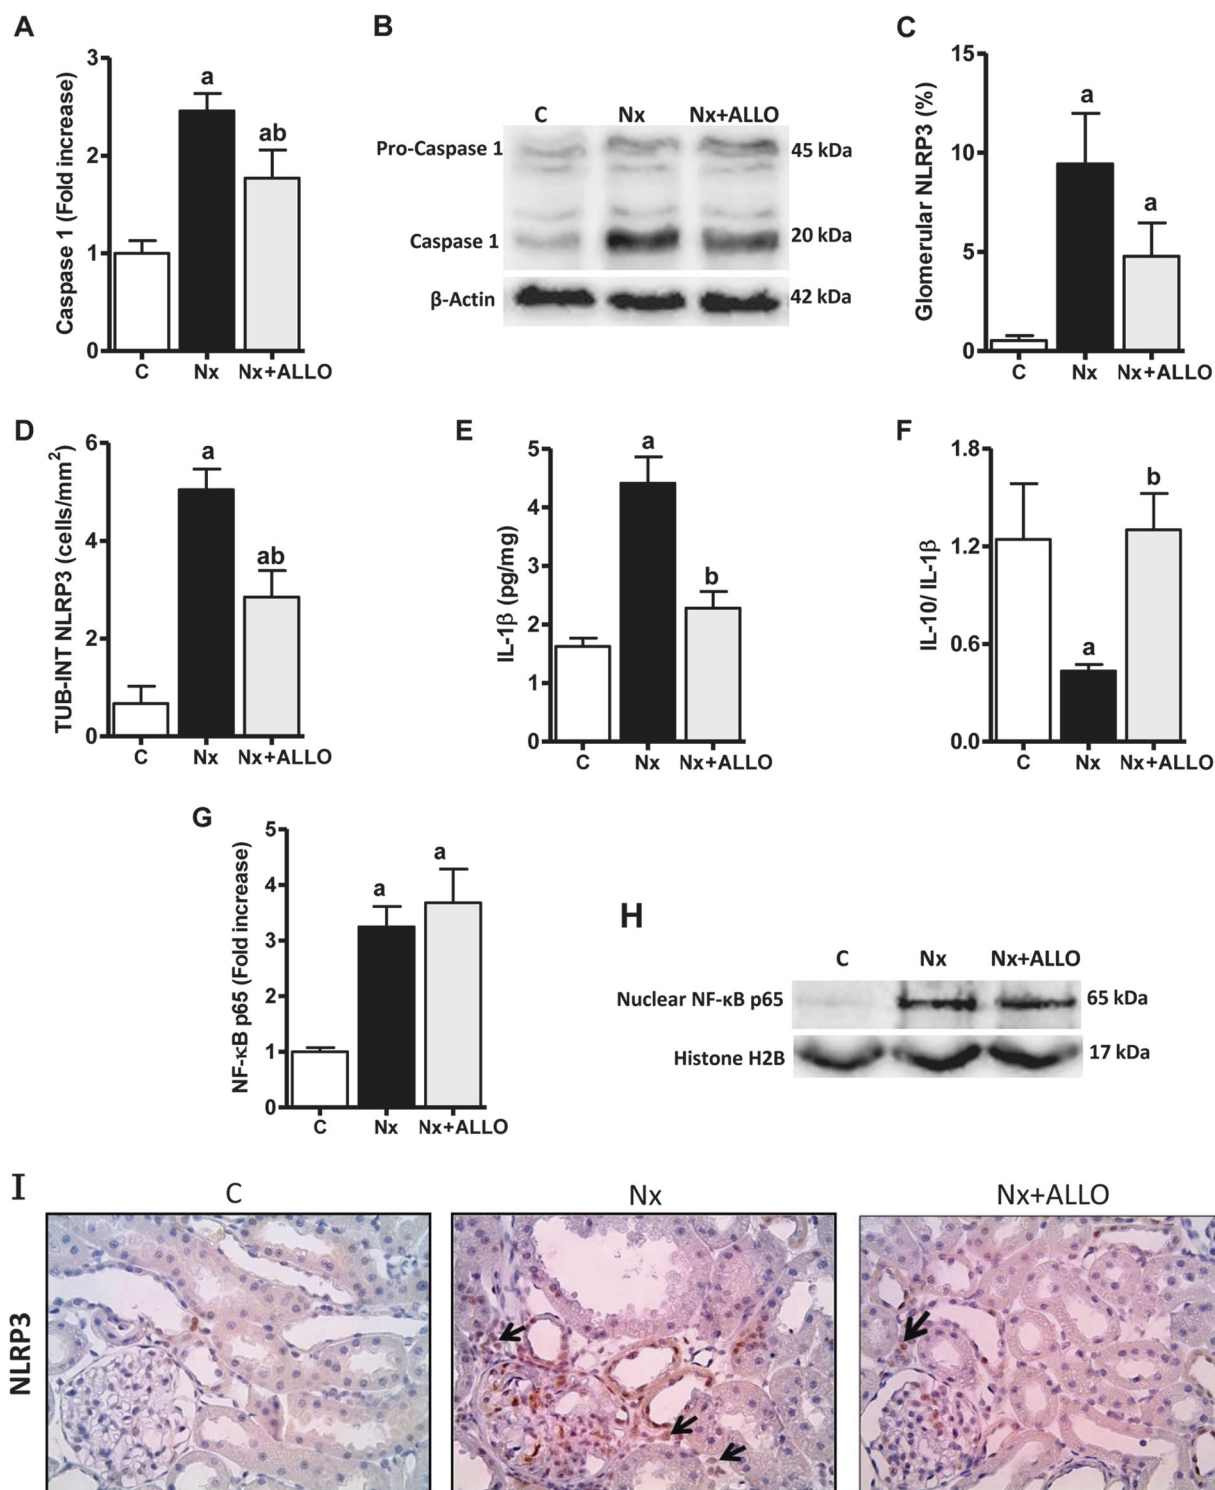 A
Caspase 1 (Fold increase)
3
2
1
0
a
ab
C
Nx
Nx+ALLO
B
C
Nx
Nx+ALLO
Pro-Caspase 1
45 kDa
Caspase 1
20 kDa
β-Actin
42 kDa
C
Glomerular NLRP3 (%)
15
10
5
0
a
a
C
Nx
Nx+ALLO
D
TUB-INT NLRP3 (cells/mm²)
6
4
2
0
a
ab
C
Nx
Nx+ALLO
E
IL-1β (pg/mg)
5
4
3
2
1
0
a
b
C
Nx
Nx+ALLO
F
IL-10/ IL-1β
1.8
1.2
0.6
0.0
a
b
C
Nx
Nx+ALLO
G
NF-κB p65 (Fold increase)
5
4
3
2
1
0
a
a
C
Nx
Nx+ALLO
H
C
Nx
Nx+ALLO
Nuclear NF-κB p65
65 kDa
Histone H2B
17 kDa
I
C
Nx
Nx+ALLO
NLRP3